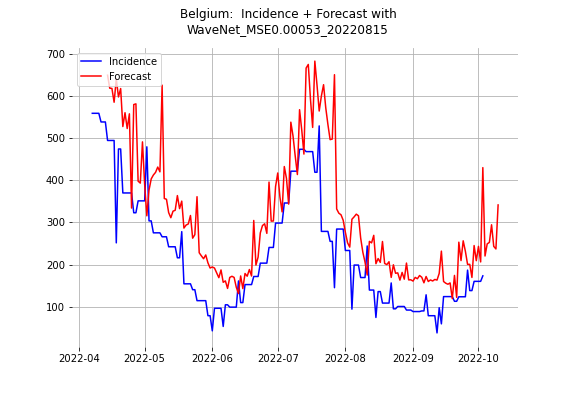 Belgium:  Incidence + Forecast with
WaveNet_MSE0.00053_20220815
700
600
500
400
300
200
100
Incidence
Forecast
2022-04 2022-05 2022-06 2022-07 2022-08 2022-09 2022-10